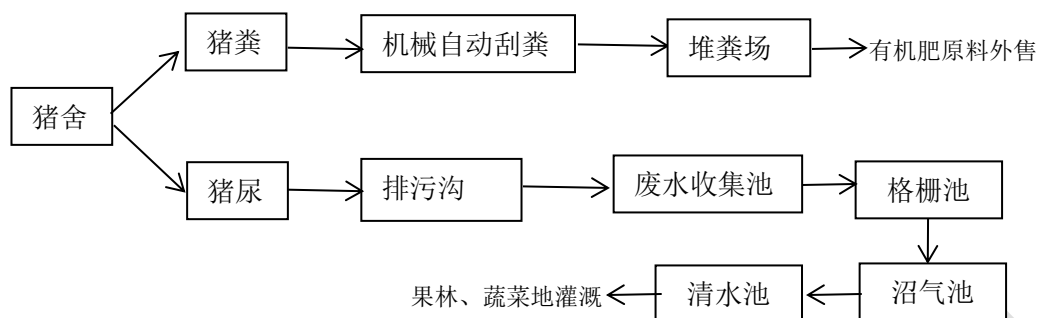 猪粪
机械自动刮粪
堆粪场
有机肥原料外售
猪舍
猪尿
排污沟
废水收集池
格栅池
果林、蔬菜地灌溉
清水池
沼气池